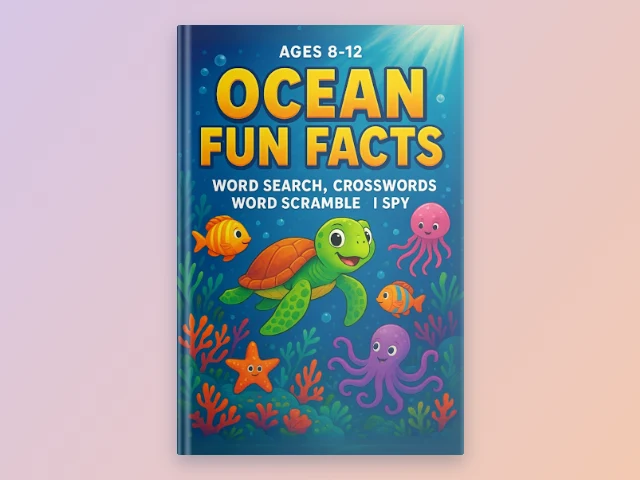 AGES 8-12
OCEAN
FUN FACTS
WORD SEARCH, CROSSWORDS
WORD SCRAMBLE I SPY